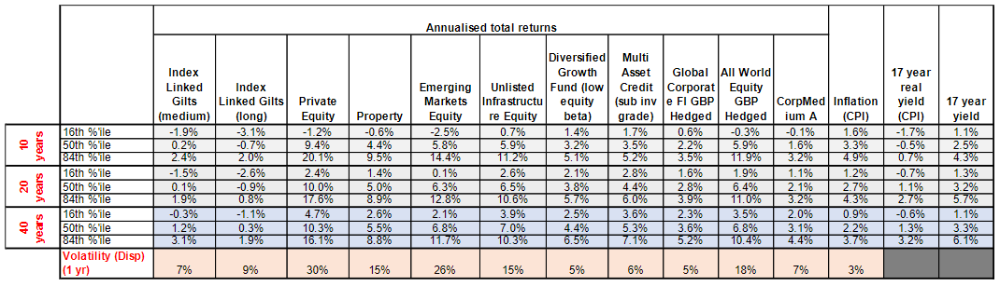 Annualised total returns
Index Linked Gilts (medium) Index Linked Gilts (long) Private Equity Property Emerging Markets Equity Unlisted Infrastructu re Equity Diversified Growth Fund (low equity beta) Multi Asset Credit (sub inv grade) Global Corporat e FI GBP Hedged All World Equity GBP Hedged CorpMed ium A Inflation (CPI) 17 year real yield (CPI) 17 year yield
10 years
16th %'ile -1.9% -3.1% -1.2% -0.6% -2.5% 0.7% 1.4% 1.7% 0.6% -0.3% -0.1% 1.6% -1.7% 1.1%
50th %'ile 0.2% -0.7% 9.4% 4.4% 5.8% 5.9% 3.2% 3.5% 2.2% 5.9% 1.6% 3.3% -0.5% 2.5%
84th %'ile 2.4% 2.0% 20.1% 9.5% 14.4% 11.2% 5.1% 5.2% 3.5% 11.9% 3.2% 4.9% 0.7% 4.3%
20 years
16th %'ile -1.5% -2.6% 2.4% 1.4% 0.1% 2.6% 2.1% 2.8% 1.6% 1.9% 1.1% 1.2% -0.7% 1.3%
50th %'ile 0.1% -0.9% 10.0% 5.0% 6.3% 6.5% 3.8% 4.4% 2.8% 6.4% 2.1% 2.7% 1.1% 3.2%
84th %'ile 1.9% 0.8% 17.6% 8.9% 12.8% 10.6% 5.7% 6.0% 3.9% 11.0% 3.2% 4.3% 2.7% 5.7%
40 years
16th %'ile -0.3% -1.1% 4.7% 2.6% 2.1% 3.9% 2.5% 3.6% 2.3% 3.5% 2.0% 0.9% -0.6% 1.1%
50th %'ile 1.2% 0.3% 10.3% 5.5% 6.8% 7.0% 4.4% 5.3% 3.6% 6.8% 3.1% 2.2% 1.3% 3.3%
84th %'ile 3.1% 1.9% 16.1% 8.8% 11.7% 10.3% 6.5% 7.1% 5.2% 10.4% 4.4% 3.7% 3.2% 6.1%
Volatility (Disp)
(1 yr) 7% 9% 30% 15% 26% 15% 5% 6% 5% 18% 7% 3%